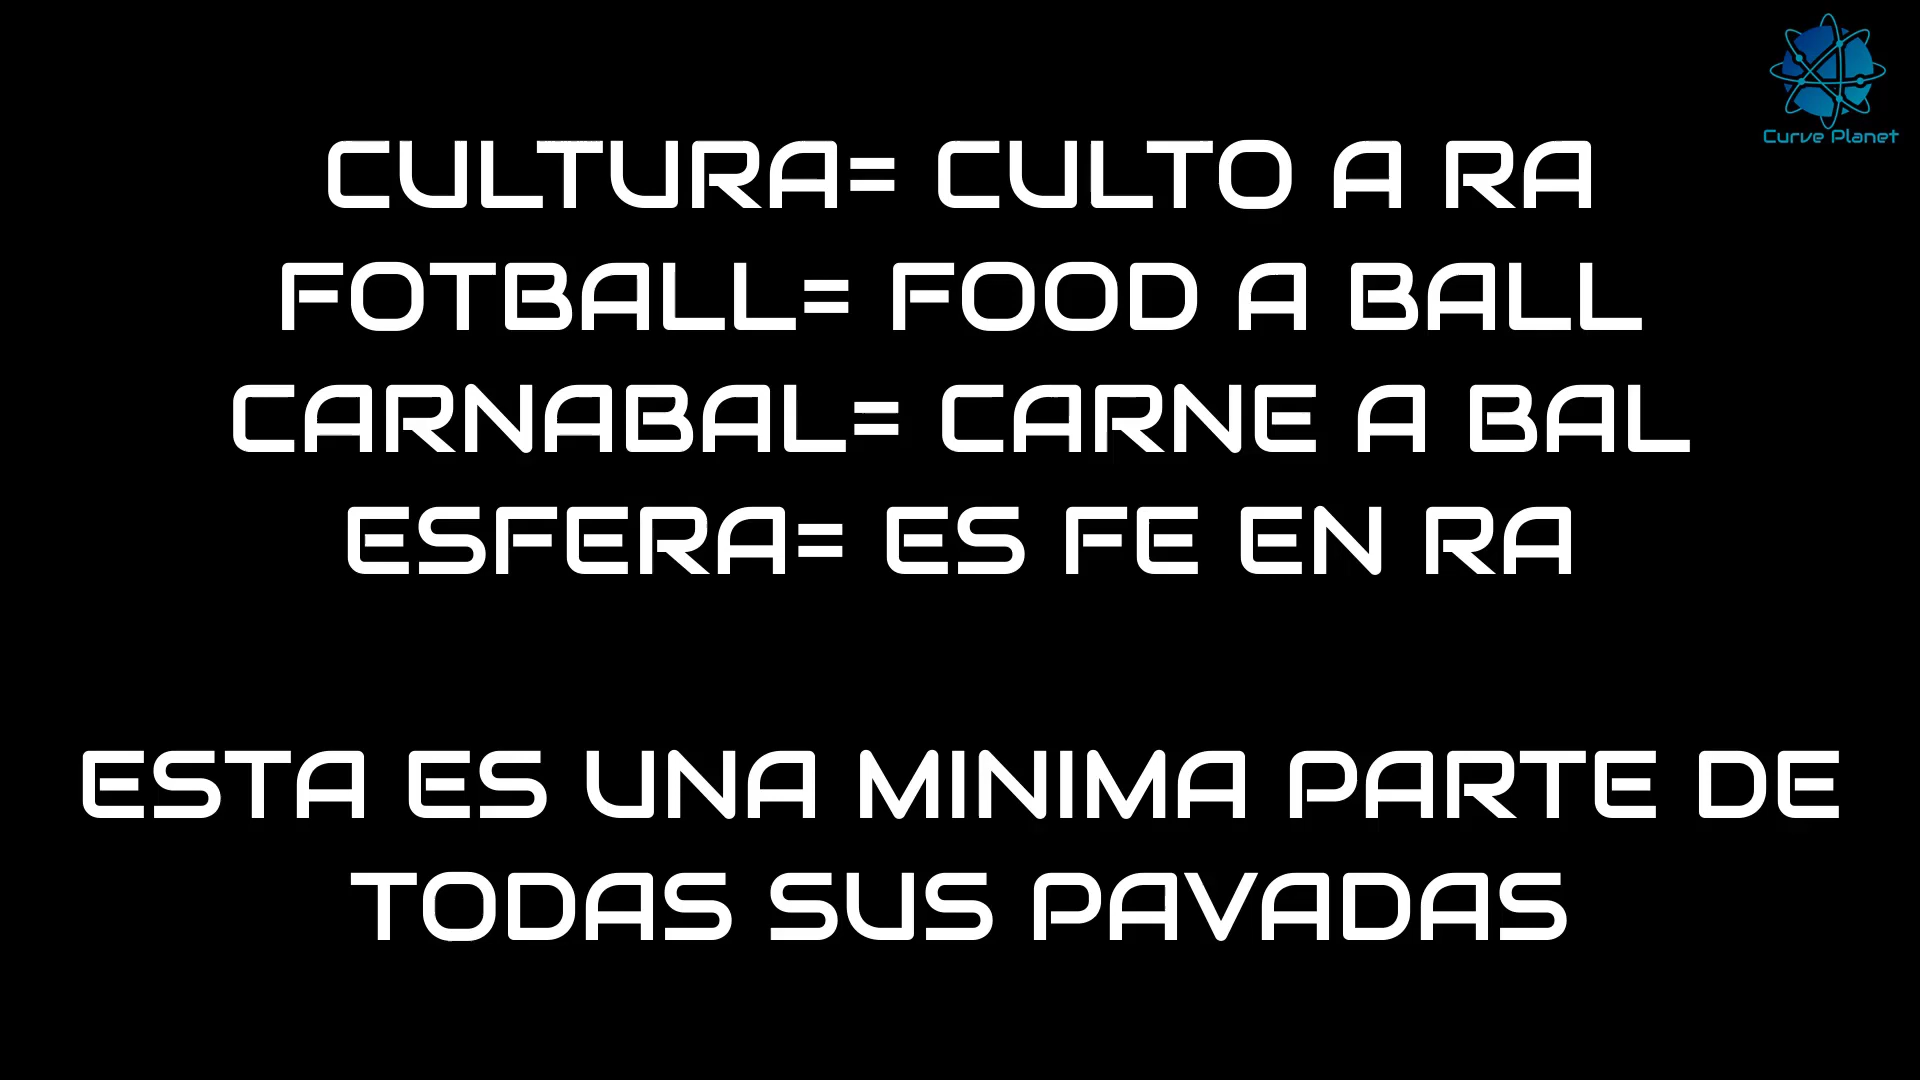 Curve Planet
CULTURA= CULTO A RA
FOTBALL= FOOD A BALL
CARNABAL= CARNE A BAL
ESFERA= ES FE EN RA
ESTA ES UNA MINIMA PARTE DE
TODAS SUS PAVADAS